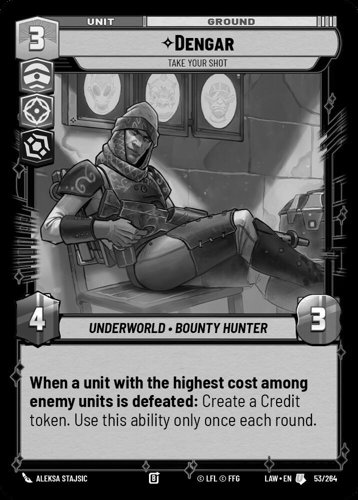 UNIT
GROUND
3
DENGAR
TAKE YOUR SHOT
4
UNDERWORLD • BOUNTY HUNTER
3
When a unit with the highest cost among
enemy units is defeated: Create a Credit
token. Use this ability only once each round.
ALEKSA STAJSIC
© LFL © FFG
LAW • EN
53/264